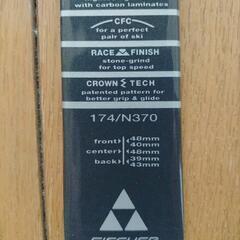 with carbon laminates
CFC
for a perfect
pair of ski
RACE FINISH
stone-grind
for top speed
CROWN TECH
patented pattern for
better grip & glide
174/N370
front 48mm
40mm
center 48mm
back 39mm
43mm
FISCHER